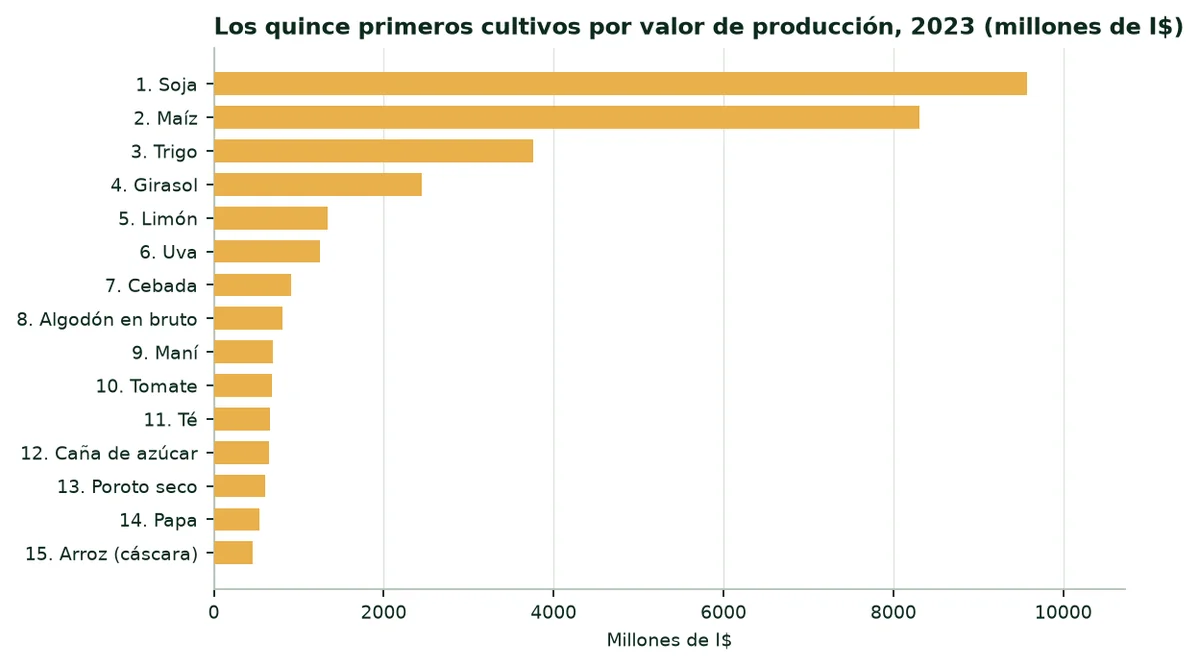 Los quince primeros cultivos por valor de producción, 2023 (millones de I$)
1. Soja
2. Maíz
3. Trigo
4. Girasol
5. Limón
6. Uva
7. Cebada
8. Algodón en bruto
9. Maní
10. Tomate
11. Té
12. Caña de azúcar
13. Poroto seco
14. Papa
15. Arroz (cáscara)
0 2000 4000 6000 8000 10000
Millones de I$